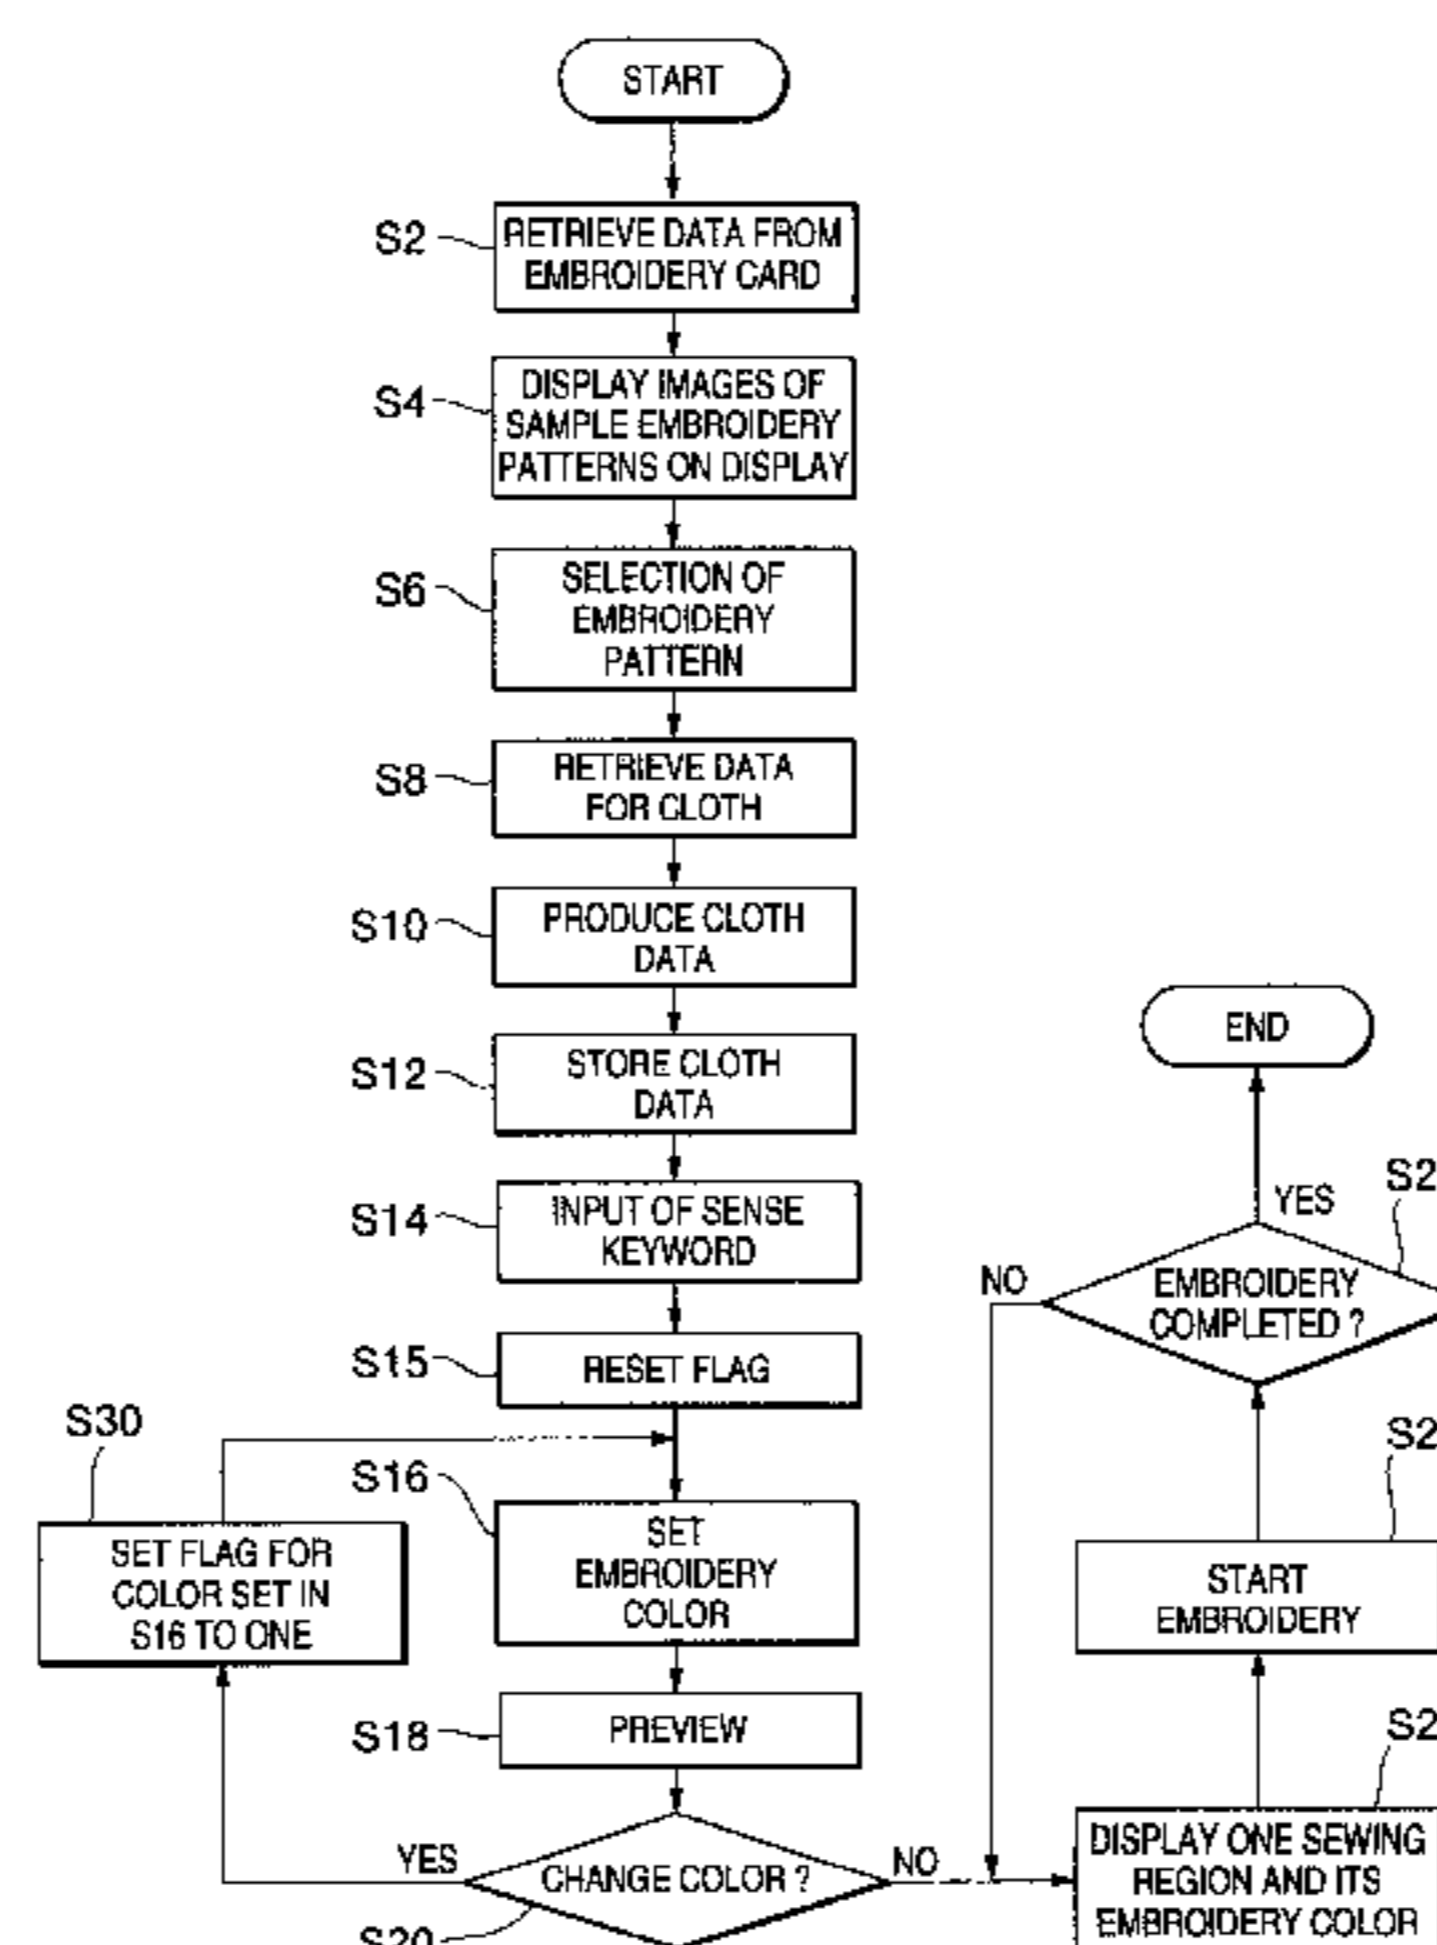 START
S2
RETRIEVE DATA FROM
EMBROIDERY CARD
S4
DISPLAY IMAGES OF
SAMPLE EMBROIDERY
PATTERNS ON DISPLAY
S6
SELECTION OF
EMBROIDERY
PATTERN
S8
RETRIEVE DATA
FOR CLOTH
S10
PRODUCE CLOTH
DATA
S12
STORE CLOTH
DATA
S14
INPUT OF SENSE
KEYWORD
S15
RESET FLAG
S30
SET FLAG FOR
COLOR SET IN
S16 TO ONE
S16
SET
EMBROIDERY
COLOR
S18
PREVIEW
YES
CHANGE COLOR ?
NO
S20
END
YES
S2
NO
EMBROIDERY
COMPLETED ?
S2
START
EMBROIDERY
S2
DISPLAY ONE SEWING
REGION AND ITS
EMBROIDERY COLOR